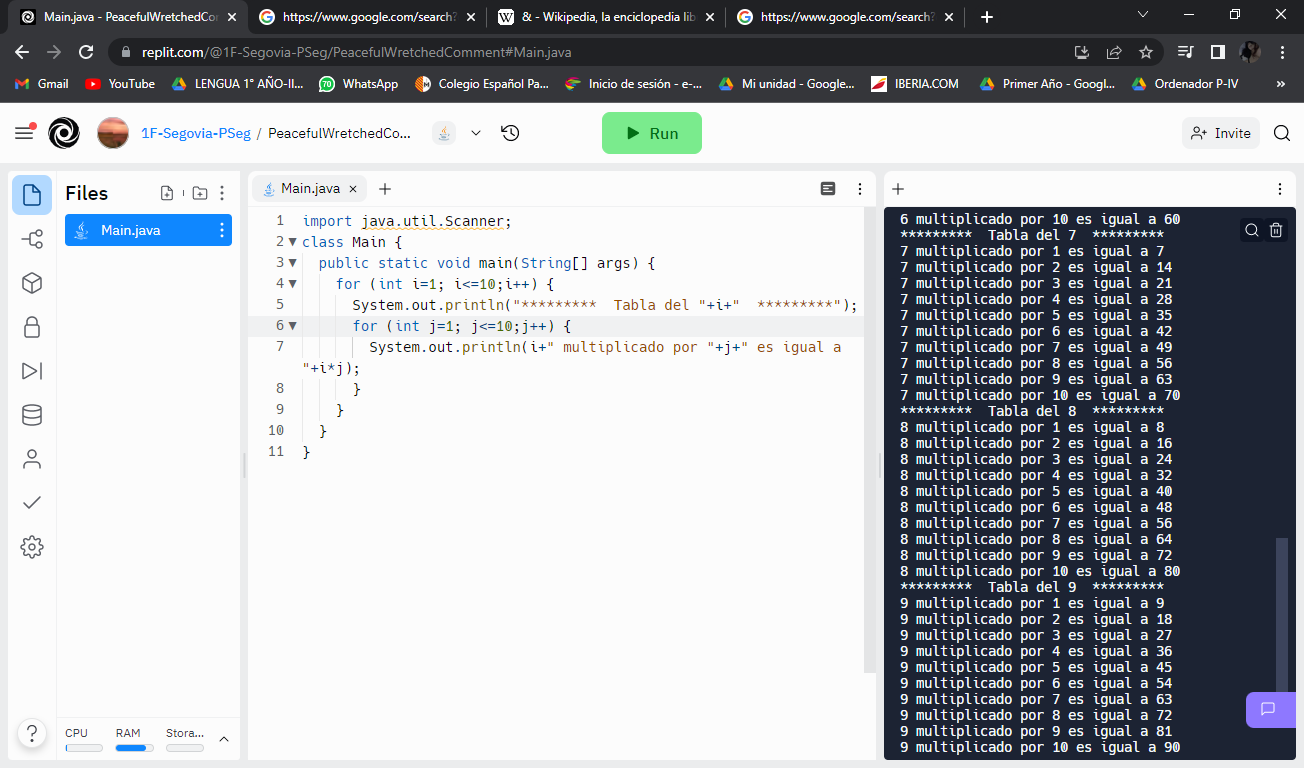 Main.java - PeacefulWretchedCor
https://www.google.com/search?
& - Wikipedia, la enciclopedia lib
https://www.google.com/search?
replit.com/@1F-Segovia-PSeg/PeacefulWretchedComment#Main.java
Gmail
YouTube
LENGUA 1° AÑO-II...
70
WhatsApp
Colegio Español Pa...
Inicio de sesión - e-...
Mi unidad - Google...
IBERIA.COM
Primer Año - Googl...
Ordenador P-IV
»
1F-Segovia-PSeg / PeacefulWretchedCo...
Run
Invite
Files
Main.java
CPU
RAM
Stora...
?
Main.java
1 import java.util.Scanner;
2 class Main {
3 public static void main(String[] args) {
4 for (int i=1; i<=10;i++) {
5 System.out.println("*********  Tabla del "+i+"  *********");
6 for (int j=1; j<=10;j++) {
7 System.out.println(i+" multiplicado por "+j+" es igual a
"+i*j);
8 }
9 }
10 }
11 }
6 multiplicado por 10 es igual a 60
*********  Tabla del 7  *********
7 multiplicado por 1 es igual a 7
7 multiplicado por 2 es igual a 14
7 multiplicado por 3 es igual a 21
7 multiplicado por 4 es igual a 28
7 multiplicado por 5 es igual a 35
7 multiplicado por 6 es igual a 42
7 multiplicado por 7 es igual a 49
7 multiplicado por 8 es igual a 56
7 multiplicado por 9 es igual a 63
7 multiplicado por 10 es igual a 70
*********  Tabla del 8  *********
8 multiplicado por 1 es igual a 8
8 multiplicado por 2 es igual a 16
8 multiplicado por 3 es igual a 24
8 multiplicado por 4 es igual a 32
8 multiplicado por 5 es igual a 40
8 multiplicado por 6 es igual a 48
8 multiplicado por 7 es igual a 56
8 multiplicado por 8 es igual a 64
8 multiplicado por 9 es igual a 72
8 multiplicado por 10 es igual a 80
*********  Tabla del 9  *********
9 multiplicado por 1 es igual a 9
9 multiplicado por 2 es igual a 18
9 multiplicado por 3 es igual a 27
9 multiplicado por 4 es igual a 36
9 multiplicado por 5 es igual a 45
9 multiplicado por 6 es igual a 54
9 multiplicado por 7 es igual a 63
9 multiplicado por 8 es igual a 72
9 multiplicado por 9 es igual a 81
9 multiplicado por 10 es igual a 90